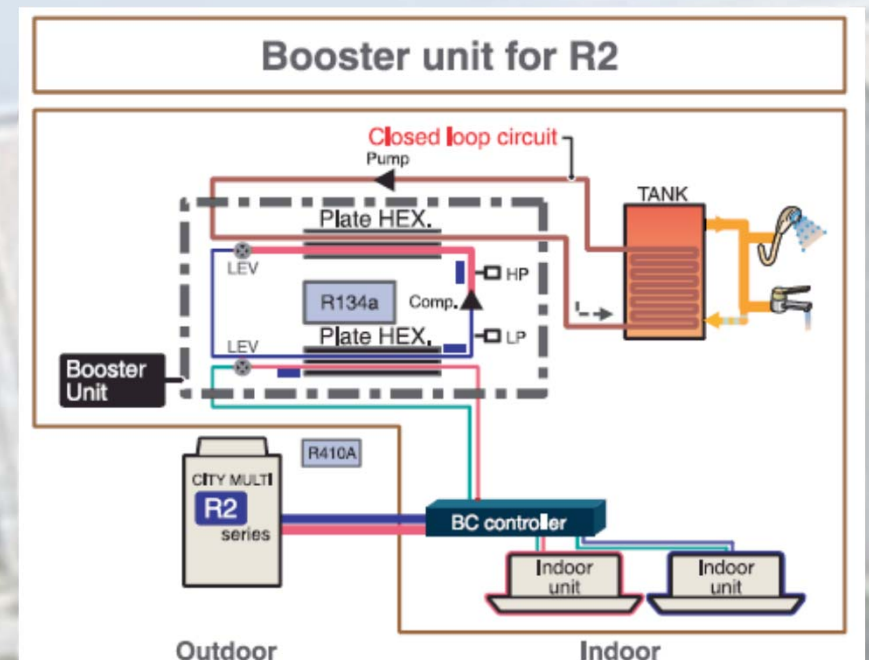 Booster unit for R2
Closed loop circuit
Pump
TANK
Plate HEX.
LEV
HP
R134a
Comp.
Plate HEX.
LP
LEV
Booster
Unit
R410A
CITY MULTI
R2
series
BC controller
Indoor
unit
Indoor
unit
Outdoor
Indoor